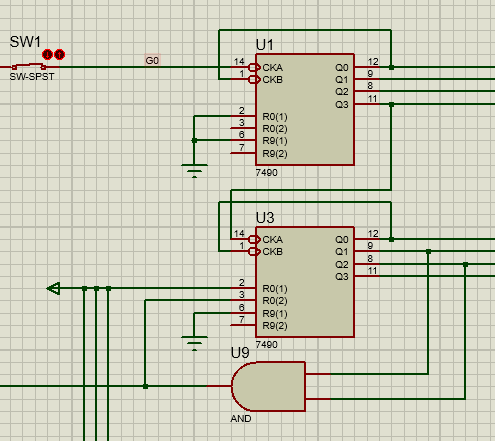 SW1
SW-SPST
G0
U1
14 CKA Q0 12
1 CKB Q1 9
Q2 8
Q3 11
2 R0(1)
3 R0(2)
6 R9(1)
7 R9(2)
7490
U3
14 CKA Q0 12
1 CKB Q1 9
Q2 8
Q3 11
2 R0(1)
3 R0(2)
6 R9(1)
7 R9(2)
7490
U9
AND